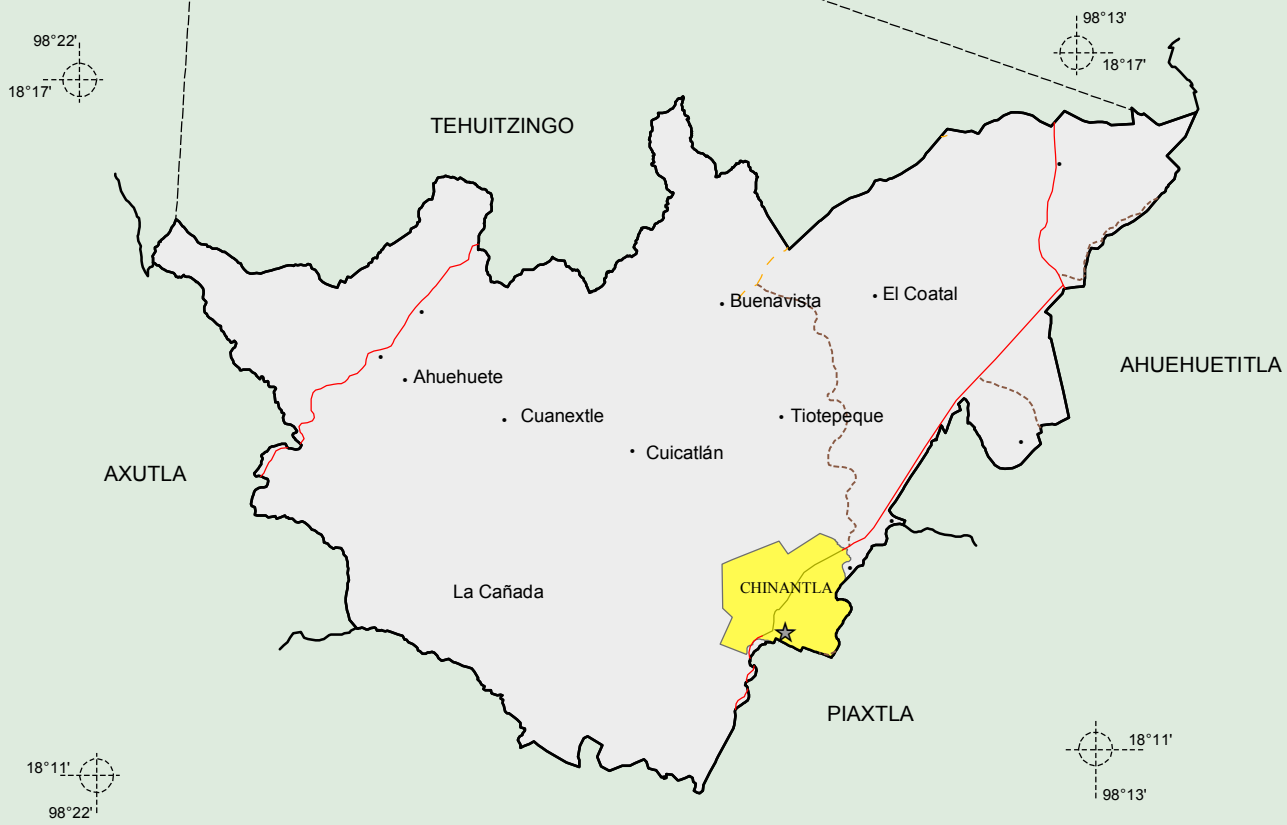 98°13'
98°22'
18°17'
18°17'
TEHUITZINGO
Buenavista
El Coatal
AHUEHUETITLA
Ahuehuete
Cuanextle
Tiotepeque
Cuicatlán
AXUTLA
La Cañada
CHINANTLA
PIAXTLA
18°11'
18°11'
98°13'
98°22'